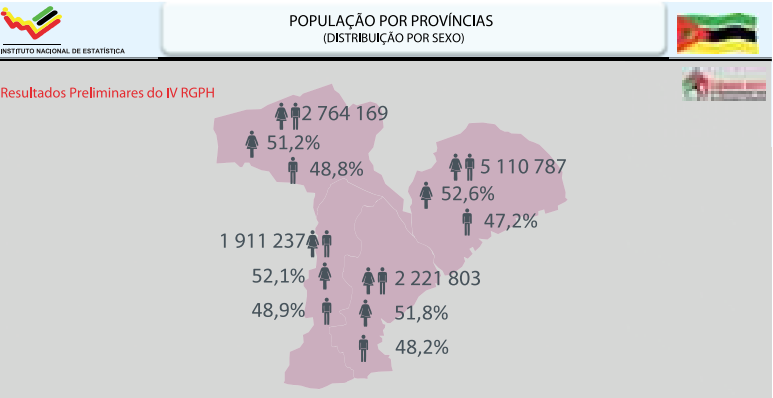 INSTITUTO NACIONAL DE ESTATÍSTICA
POPULAÇÃO POR PROVÍNCIAS
(DISTRIBUIÇÃO POR SEXO)
Resultados Preliminares do IV RGPH
2 764 169
51,2%
48,8%
5 110 787
52,6%
47,2%
1 911 237
52,1%
48,9%
2 221 803
51,8%
48,2%